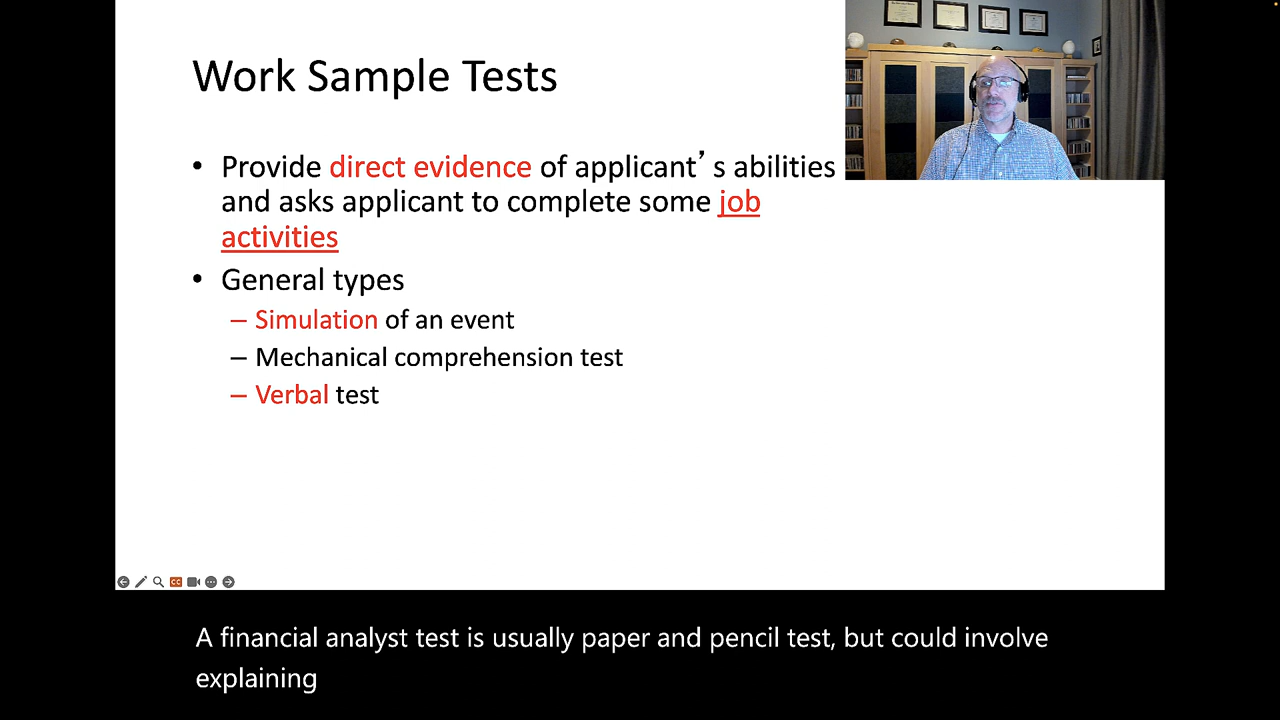 Work Sample Tests
• Provide direct evidence of applicant’s abilities
and asks applicant to complete some job
activities
• General types
– Simulation of an event
– Mechanical comprehension test
– Verbal test
CC
A financial analyst test is usually paper and pencil test, but could involve
explaining